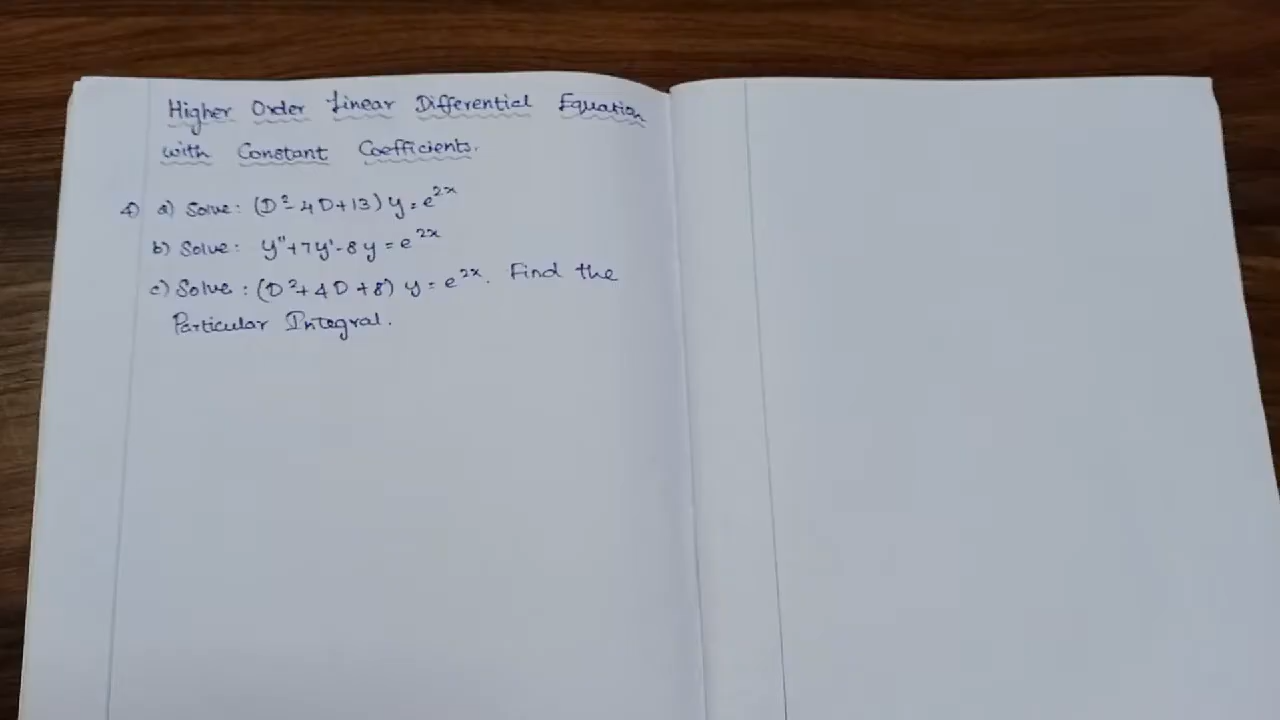 Higher Order Linear Differential Equation
with Constant Coefficients.
4) a) Solve: (D²-4D+13) y = e^2x
b) Solve: y"+7y'-8y = e^2x
c) Solve: (D²+4D+8) y = e^2x. Find the
Particular Integral.